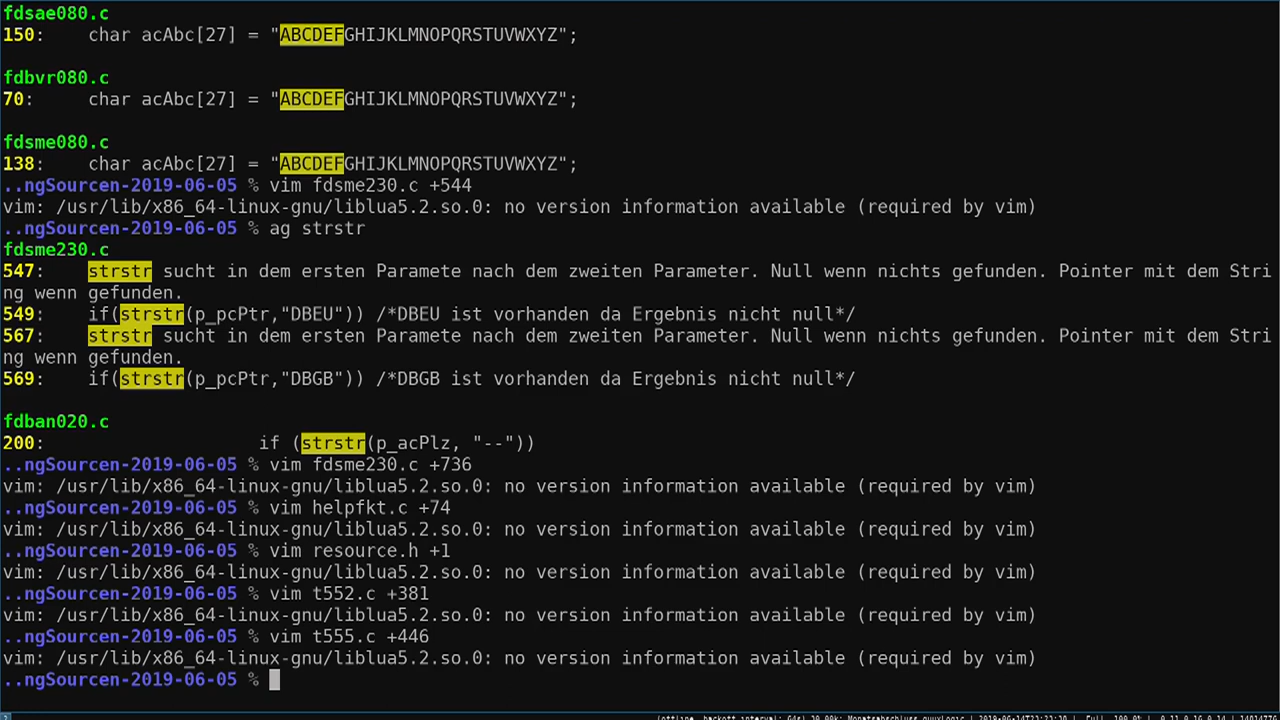 fdsae080.c
150:    char acAbc[27] = "ABCDEFGHIJKLMNOPQRSTUVWXYZ";
fdbvr080.c
70:     char acAbc[27] = "ABCDEFGHIJKLMNOPQRSTUVWXYZ";
fdsme080.c
138:    char acAbc[27] = "ABCDEFGHIJKLMNOPQRSTUVWXYZ";
..ngSourcen-2019-06-05 % vim fdsme230.c +544
vim: /usr/lib/x86_64-linux-gnu/liblua5.2.so.0: no version information available (required by vim)
..ngSourcen-2019-06-05 % ag strstr
fdsme230.c
547:    strstr sucht in dem ersten Paramete nach dem zweiten Parameter. Null wenn nichts gefunden. Pointer mit dem Stri
ng wenn gefunden.
549:    if(strstr(p_pcPtr,"DBEU")) /*DBEU ist vorhanden da Ergebnis nicht null*/
567:    strstr sucht in dem ersten Paramete nach dem zweiten Parameter. Null wenn nichts gefunden. Pointer mit dem Stri
ng wenn gefunden.
569:    if(strstr(p_pcPtr,"DBGB")) /*DBGB ist vorhanden da Ergebnis nicht null*/
fdban020.c
200:                    if (strstr(p_acPlz, "--"))
..ngSourcen-2019-06-05 % vim fdsme230.c +736
vim: /usr/lib/x86_64-linux-gnu/liblua5.2.so.0: no version information available (required by vim)
..ngSourcen-2019-06-05 % vim helpfkt.c +74
vim: /usr/lib/x86_64-linux-gnu/liblua5.2.so.0: no version information available (required by vim)
..ngSourcen-2019-06-05 % vim resource.h +1
vim: /usr/lib/x86_64-linux-gnu/liblua5.2.so.0: no version information available (required by vim)
..ngSourcen-2019-06-05 % vim t552.c +381
vim: /usr/lib/x86_64-linux-gnu/liblua5.2.so.0: no version information available (required by vim)
..ngSourcen-2019-06-05 % vim t555.c +446
vim: /usr/lib/x86_64-linux-gnu/liblua5.2.so.0: no version information available (required by vim)
..ngSourcen-2019-06-05 %